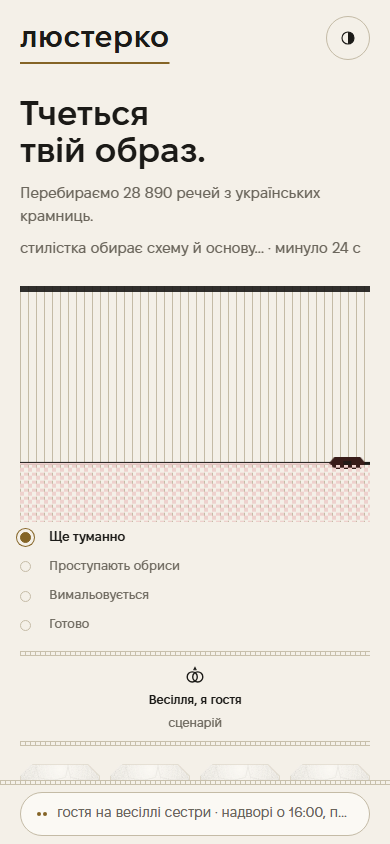 люстерко
Тчеться
твій образ.
Перебираємо 28 890 речей з українських
крамниць.
стилістка обирає схему й основу... · минуло 24 с
Ще туманно
Проступають обриси
Вимальовується
Готово
Весілля, я гостя
сценарій
гостя на весіллі сестри · надворі о 16:00, п...